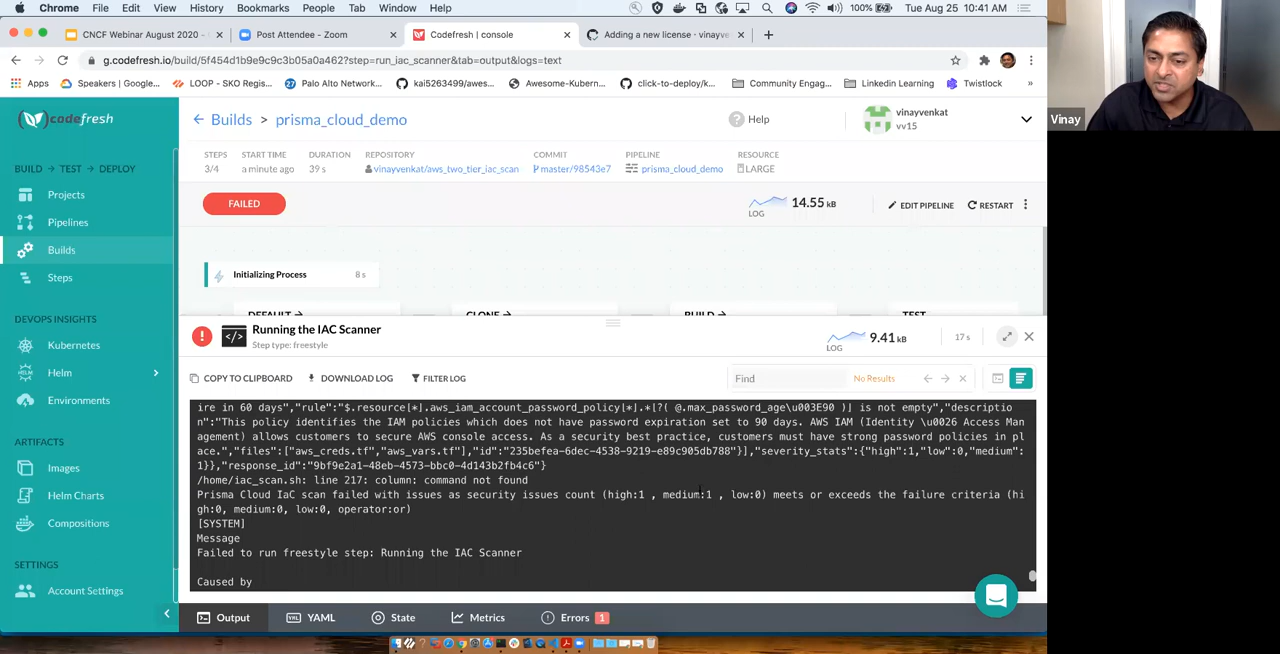 Chrome File Edit View History Bookmarks People Tab Window Help 100% Tue Aug 25 10:41 AM
CNCF Webinar August 2020 - Post Attendee - Zoom Codefresh | console Adding a new license · vinayve
g.codefresh.io/build/5f454d1b9e9c9c3b05a0a462?step=run_iac_scanner&tab=output&logs=text
Apps Speakers | Google... LOOP - SKO Regis... Palo Alto Network... kai5263499/awes... Awesome-Kubern... click-to-deploy/k... Community Engag... Linkedin Learning Twistlock »
codefresh
← Builds > prisma_cloud_demo
? Help
vinayvenkat
vv15
Vinay
BUILD → TEST → DEPLOY
Projects
Pipelines
Builds
Steps
DEVOPS INSIGHTS
Kubernetes
Helm
Environments
ARTIFACTS
Images
Helm Charts
Compositions
SETTINGS
Account Settings
STEPS START TIME DURATION REPOSITORY COMMIT PIPELINE RESOURCE
3/4 a minute ago 39 s vinayvenkat/aws_two_tier_iac_scan master/98543e7 prisma_cloud_demo LARGE
FAILED
LOG
14.55 kB
EDIT PIPELINE
RESTART
Initializing Process 8 s
DEFAULT → CLONE → BUILD → TEST
Running the IAC Scanner
Step type: freestyle
LOG
9.41 kB
17 s
COPY TO CLIPBOARD DOWNLOAD LOG FILTER LOG Find No Results
ire in 60 days","rule":"$.resource[*].aws_iam_account_password_policy[*].*[?( @.max_password_age\u003E90 )] is not empty","descriptio
n":"This policy identifies the IAM policies which does not have password expiration set to 90 days. AWS IAM (Identity \u0026 Access Man
agement) allows customers to secure AWS console access. As a security best practice, customers must have strong password policies in pl
ace.","files":["aws_creds.tf","aws_vars.tf"],"id":"235befea-6dec-4538-9219-e89c905db788"}],"severity_stats":{"high":1,"low":0,"medium":
1}},"response_id":"9bf9e2a1-48eb-4573-bbc0-4d143b2fb4c6"}
/home/iac_scan.sh: line 217: column: command not found
Prisma Cloud IaC scan failed with issues as security issues count (high:1 , medium:1 , low:0) meets or exceeds the failure criteria (hi
gh:0, medium:0, low:0, operator:or)
[SYSTEM]
Message
Failed to run freestyle step: Running the IAC Scanner
Caused by
Output YAML State Metrics Errors 1